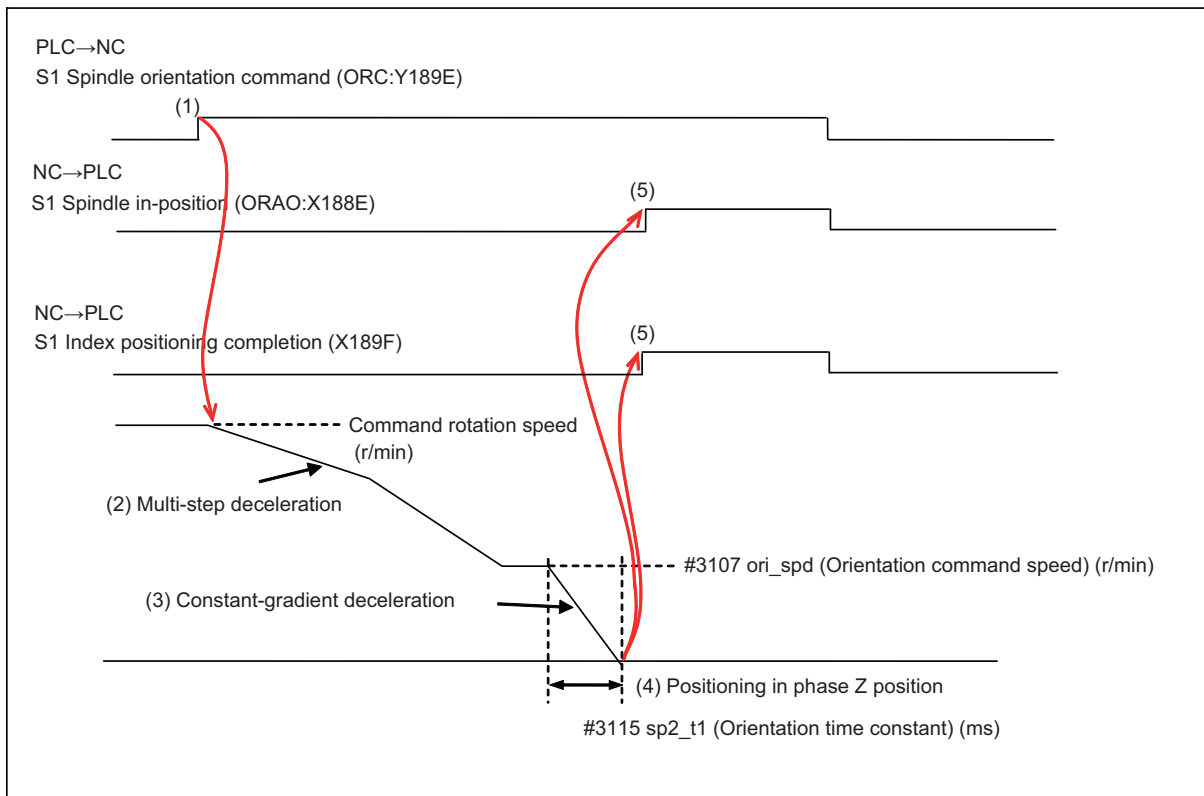 PLC→NC
S1 Spindle orientation command (ORC:Y189E)
(1)
NC→PLC
S1 Spindle in-position (ORAO:X188E)
(5)
NC→PLC
S1 Index positioning completion (X189F)
(5)
Command rotation speed
(r/min)
(2) Multi-step deceleration
#3107 ori_spd (Orientation command speed) (r/min)
(3) Constant-gradient deceleration
(4) Positioning in phase Z position
#3115 sp2_t1 (Orientation time constant) (ms)